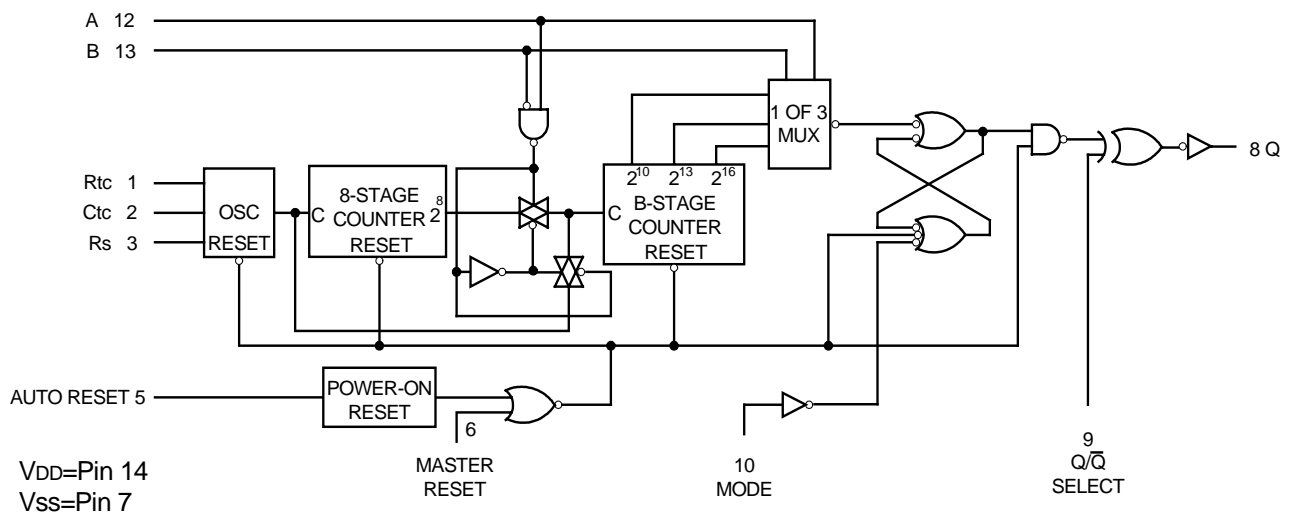 A 12
B 13
1 OF 3
MUX
8 Q
2^10 2^13 2^16
Rtc 1
Ctc 2
Rs 3
OSC
RESET
C
8-STAGE
COUNTER
RESET
2^8
C
B-STAGE
COUNTER
RESET
AUTO RESET 5
POWER-ON
RESET
6
MASTER
RESET
10
MODE
9
Q/Q̅
SELECT
VDD=Pin 14
Vss=Pin 7